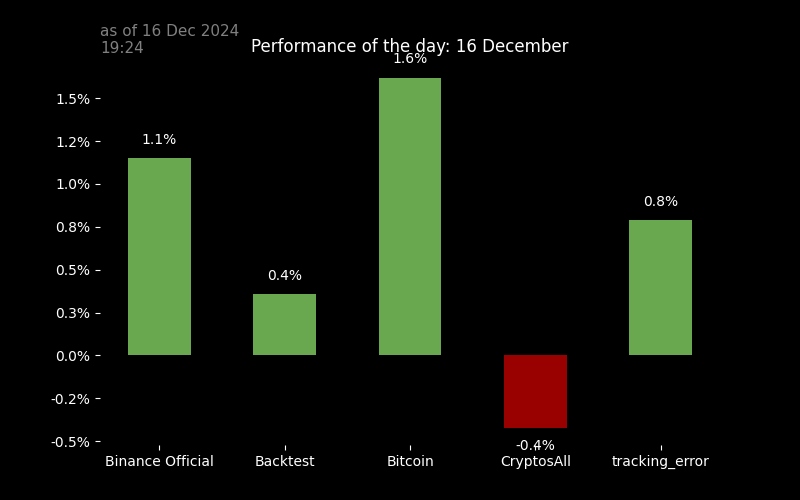 as of 16 Dec 2024
19:24
Performance of the day: 16 December
1.6%
1.5%
1.1%
1.2%
1.0%
0.8%
0.8%
0.4%
0.5%
0.3%
0.0%
-0.2%
-0.5%
-0.4%
Binance Official
Backtest
Bitcoin
CryptosAll
tracking_error